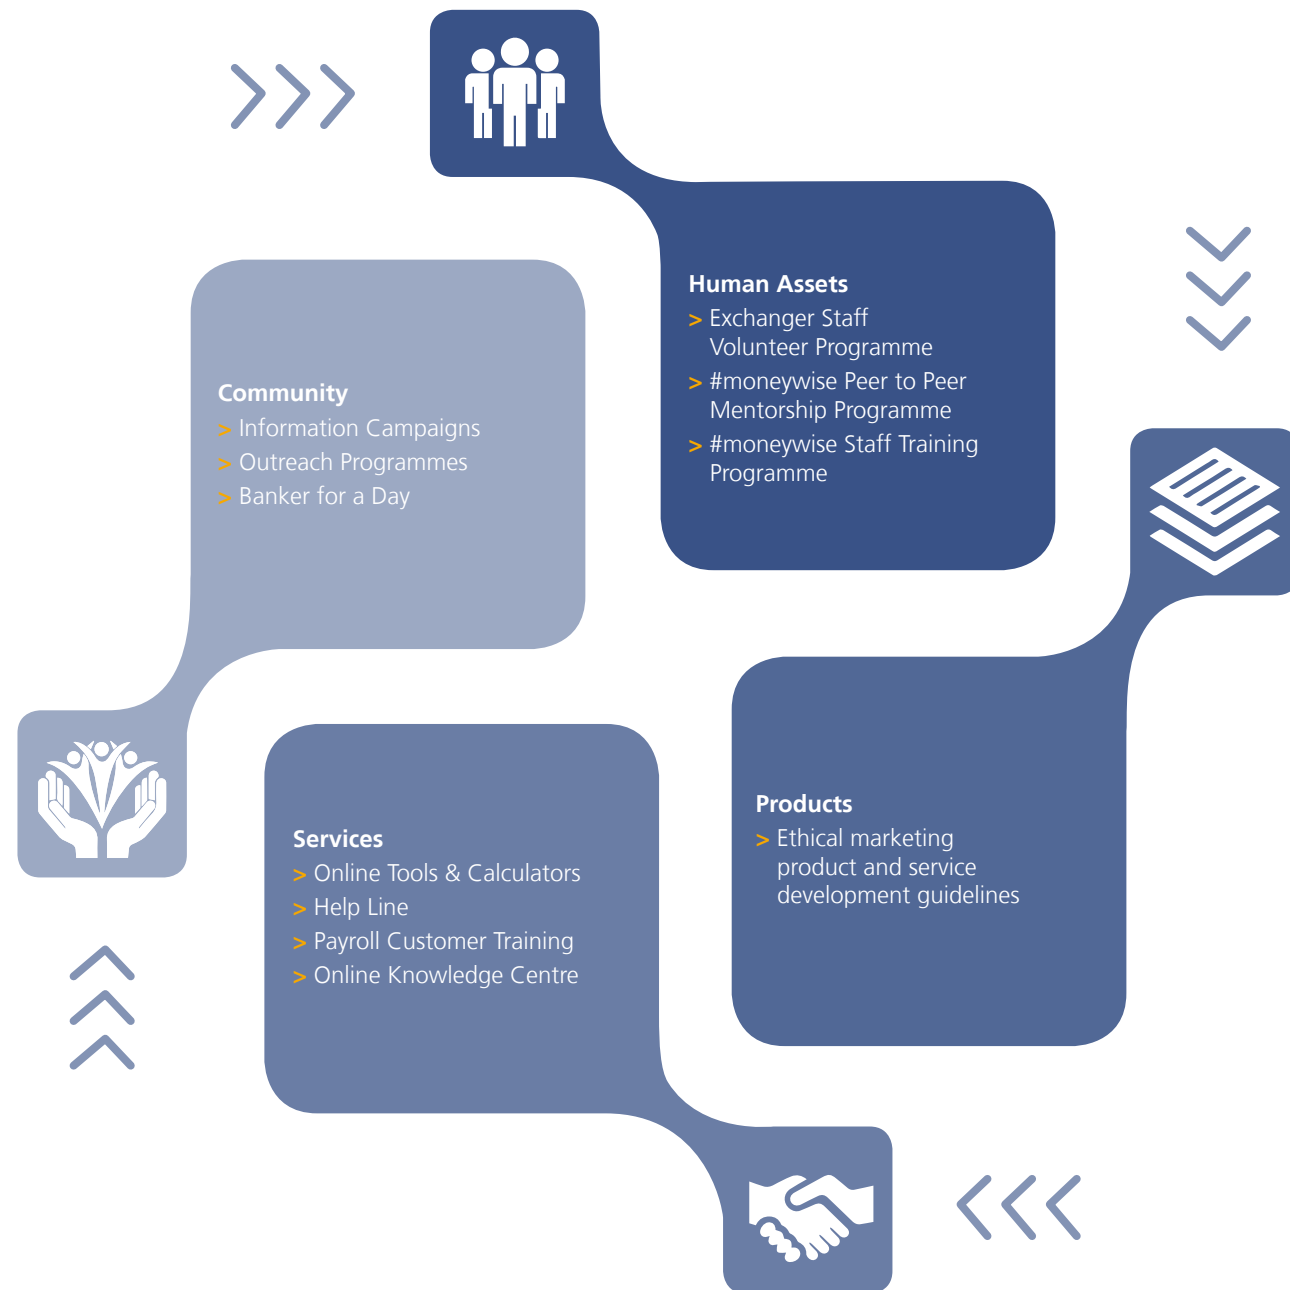 Human Assets
> Exchanger Staff
Volunteer Programme
> #moneywise Peer to Peer
Mentorship Programme
> #moneywise Staff Training
Programme
Community
> Information Campaigns
> Outreach Programmes
> Banker for a Day
Products
> Ethical marketing
product and service
development guidelines
Services
> Online Tools & Calculators
> Help Line
> Payroll Customer Training
> Online Knowledge Centre